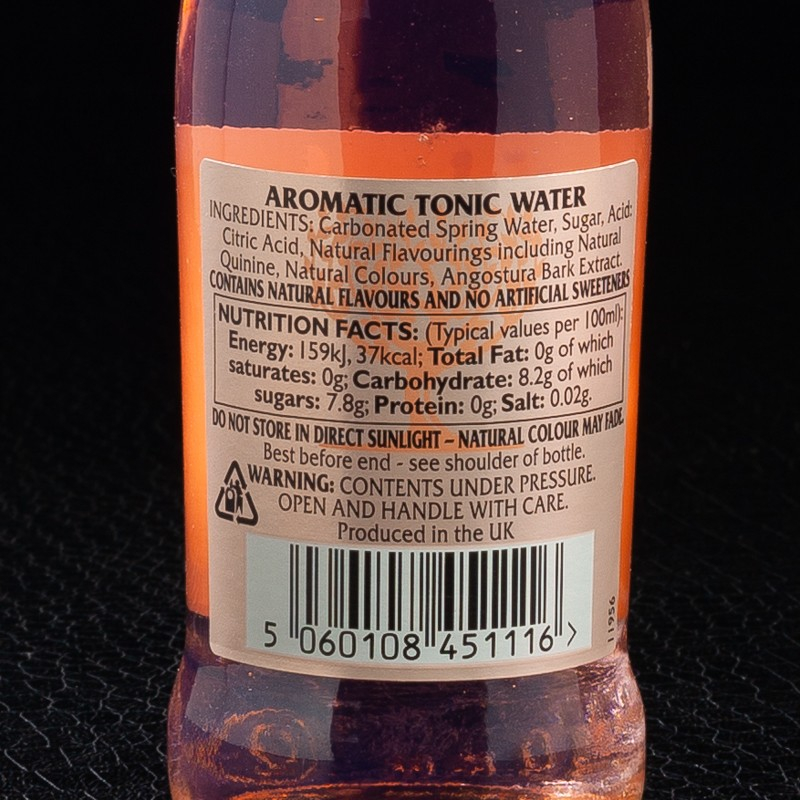 AROMATIC TONIC WATER
INGREDIENTS: Carbonated Spring Water, Sugar, Acid:
Citric Acid, Natural Flavourings including Natural
Quinine, Natural Colours, Angostura Bark Extract.
CONTAINS NATURAL FLAVOURS AND NO ARTIFICIAL SWEETENERS
NUTRITION FACTS: (Typical values per 100ml):
Energy: 159kJ, 37kcal; Total Fat: 0g of which
saturates: 0g; Carbohydrate: 8.2g of which
sugars: 7.8g; Protein: 0g; Salt: 0.02g.
DO NOT STORE IN DIRECT SUNLIGHT – NATURAL COLOUR MAY FADE.
Best before end - see shoulder of bottle.
WARNING: CONTENTS UNDER PRESSURE.
OPEN AND HANDLE WITH CARE.
Produced in the UK
5 060108 451116 >
11956